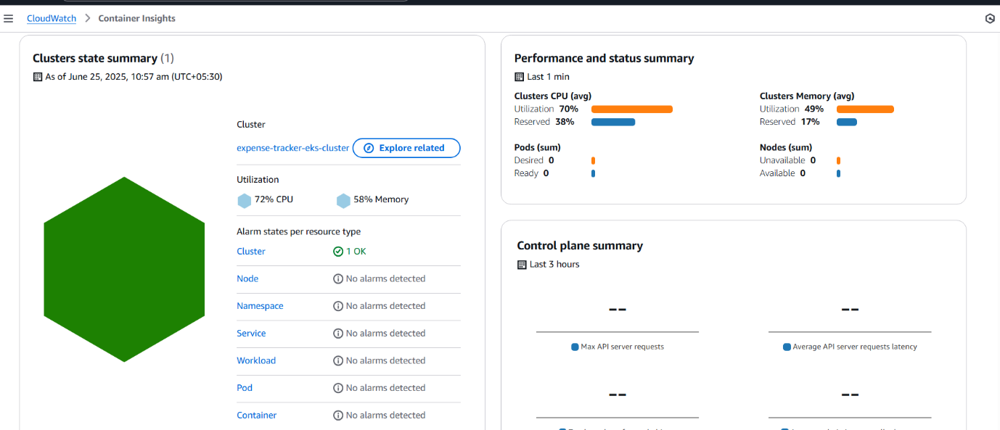 CloudWatch > Container Insights
Clusters state summary (1)
As of June 25, 2025, 10:57 am (UTC+05:30)
Cluster
expense-tracker-eks-cluster Explore related
Utilization
72% CPU 58% Memory
Alarm states per resource type
Cluster 1 OK
Node No alarms detected
Namespace No alarms detected
Service No alarms detected
Workload No alarms detected
Pod No alarms detected
Container No alarms detected
Performance and status summary
Last 1 min
Clusters CPU (avg)
Utilization 70%
Reserved 38%
Clusters Memory (avg)
Utilization 49%
Reserved 17%
Pods (sum)
Desired 0
Ready 0
Nodes (sum)
Unavailable 0
Available 0
Control plane summary
Last 3 hours
-- --
Max API server requests Average API server requests latency
-- --